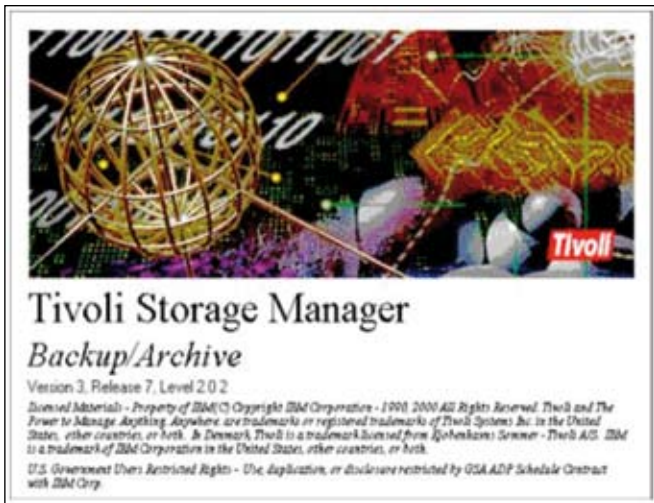 Tivoli
Tivoli Storage Manager
Backup/Archive
Version 3, Release 7, Level 2.0.2
Licensed Materials - Property of IBM(C) Copyright IBM Corporation - 1990, 2000 All Rights Reserved. Tivoli and The
Power to Manage. Anything. Anywhere. are trademarks or registered trademarks of Tivoli Systems Inc. in the United
States, other countries, or both. In Denmark, Tivoli is a trademark licensed from Kjobenhavns Sommer - Tivoli A/S. IBM
is a trademark of IBM Corporation in the United States, other countries, or both.
U.S. Government Users Restricted Rights - Use, duplication, or disclosure restricted by GSA ADP Schedule Contract
with IBM Corp.